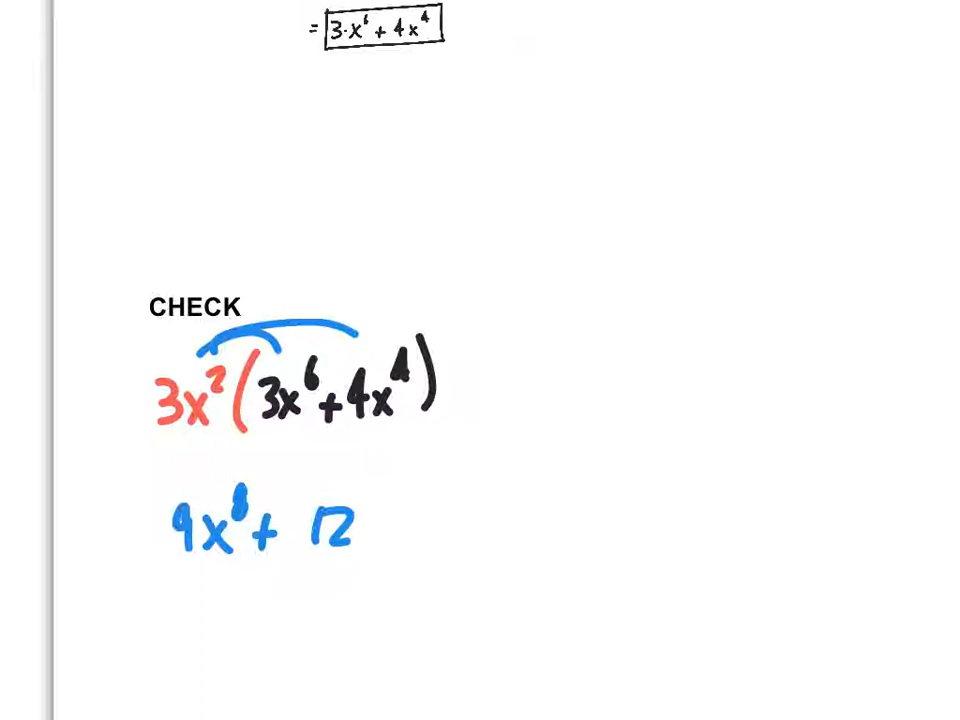 = 3·x⁶ + 4x⁴
CHECK
3x²(3x⁶+4x⁴)
9x⁸+ 12